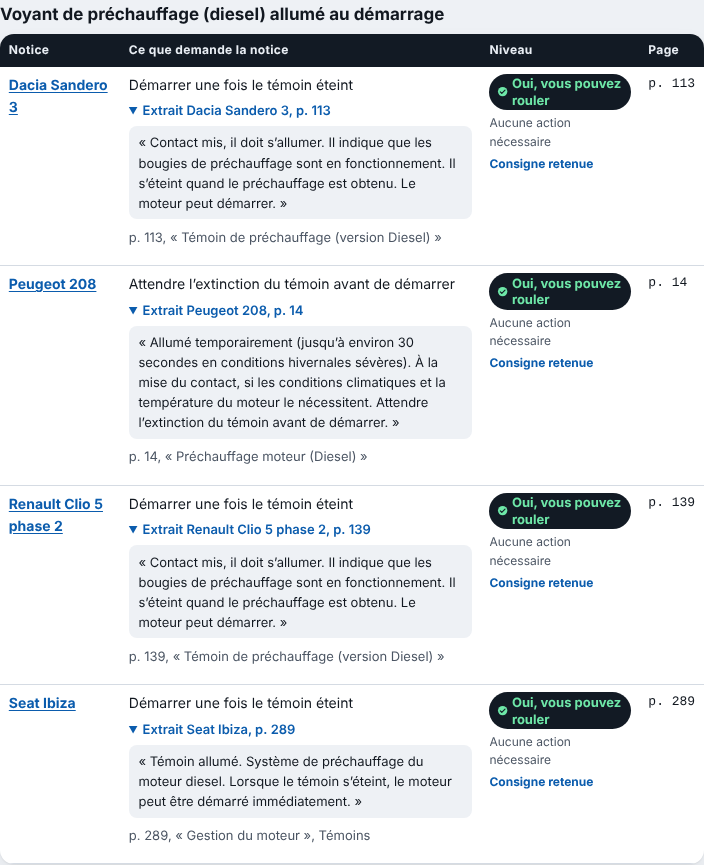 Voyant de préchauffage (diesel) allumé au démarrage
Notice
Ce que demande la notice
Niveau
Page
Dacia Sandero
3
Démarrer une fois le témoin éteint
▼ Extrait Dacia Sandero 3, p. 113
« Contact mis, il doit s’allumer. Il indique que les
bougies de préchauffage sont en fonctionnement. Il
s’éteint quand le préchauffage est obtenu. Le
moteur peut démarrer. »
p. 113, « Témoin de préchauffage (version Diesel) »
Oui, vous pouvez
rouler
Aucune action
nécessaire
Consigne retenue
p. 113
Peugeot 208
Attendre l’extinction du témoin avant de démarrer
▼ Extrait Peugeot 208, p. 14
« Allumé temporairement (jusqu’à environ 30
secondes en conditions hivernales sévères). À la
mise du contact, si les conditions climatiques et la
température du moteur le nécessitent. Attendre
l’extinction du témoin avant de démarrer. »
p. 14, « Préchauffage moteur (Diesel) »
Oui, vous pouvez
rouler
Aucune action
nécessaire
Consigne retenue
p. 14
Renault Clio 5
phase 2
Démarrer une fois le témoin éteint
▼ Extrait Renault Clio 5 phase 2, p. 139
« Contact mis, il doit s’allumer. Il indique que les
bougies de préchauffage sont en fonctionnement. Il
s’éteint quand le préchauffage est obtenu. Le
moteur peut démarrer. »
p. 139, « Témoin de préchauffage (version Diesel) »
Oui, vous pouvez
rouler
Aucune action
nécessaire
Consigne retenue
p. 139
Seat Ibiza
Démarrer une fois le témoin éteint
▼ Extrait Seat Ibiza, p. 289
« Témoin allumé. Système de préchauffage du
moteur diesel. Lorsque le témoin s’éteint, le moteur
peut être démarré immédiatement. »
p. 289, « Gestion du moteur », Témoins
Oui, vous pouvez
rouler
Aucune action
nécessaire
Consigne retenue
p. 289